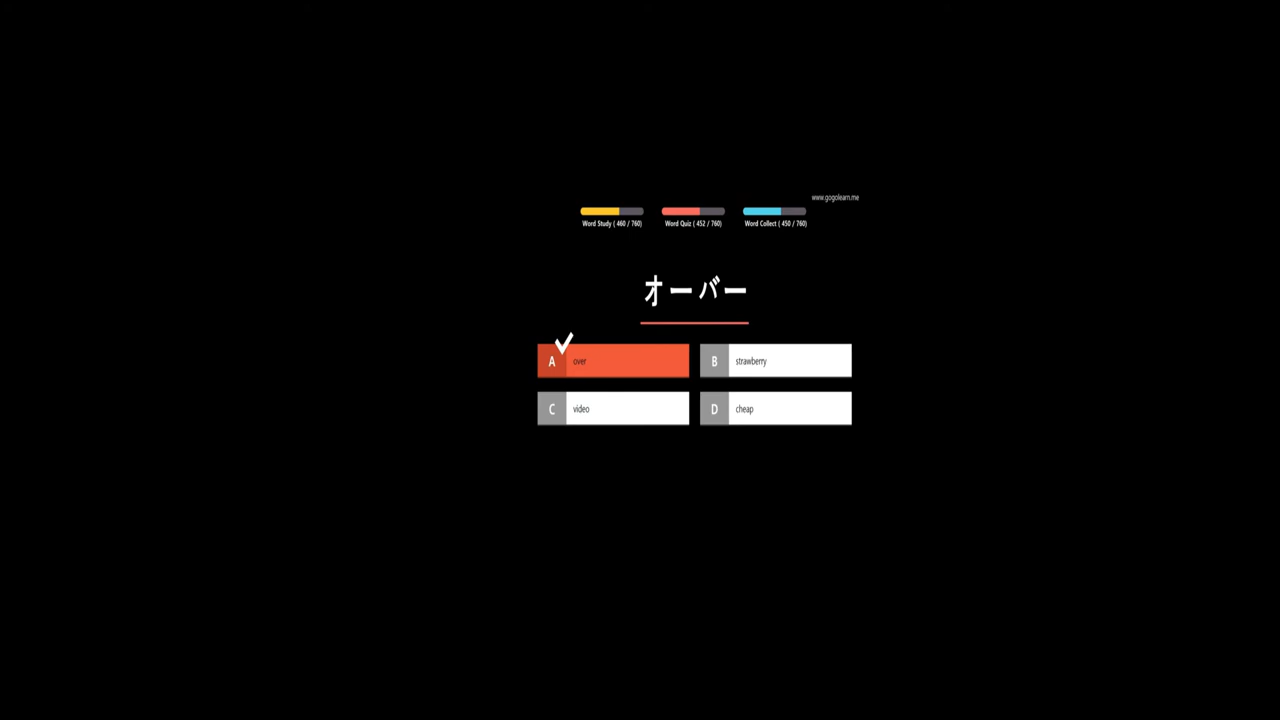 www.gogolearn.me
Word Study ( 460 / 760)
Word Quiz ( 452 / 760)
Word Collect ( 450 / 760)
オーバー
A over
B strawberry
C video
D cheap